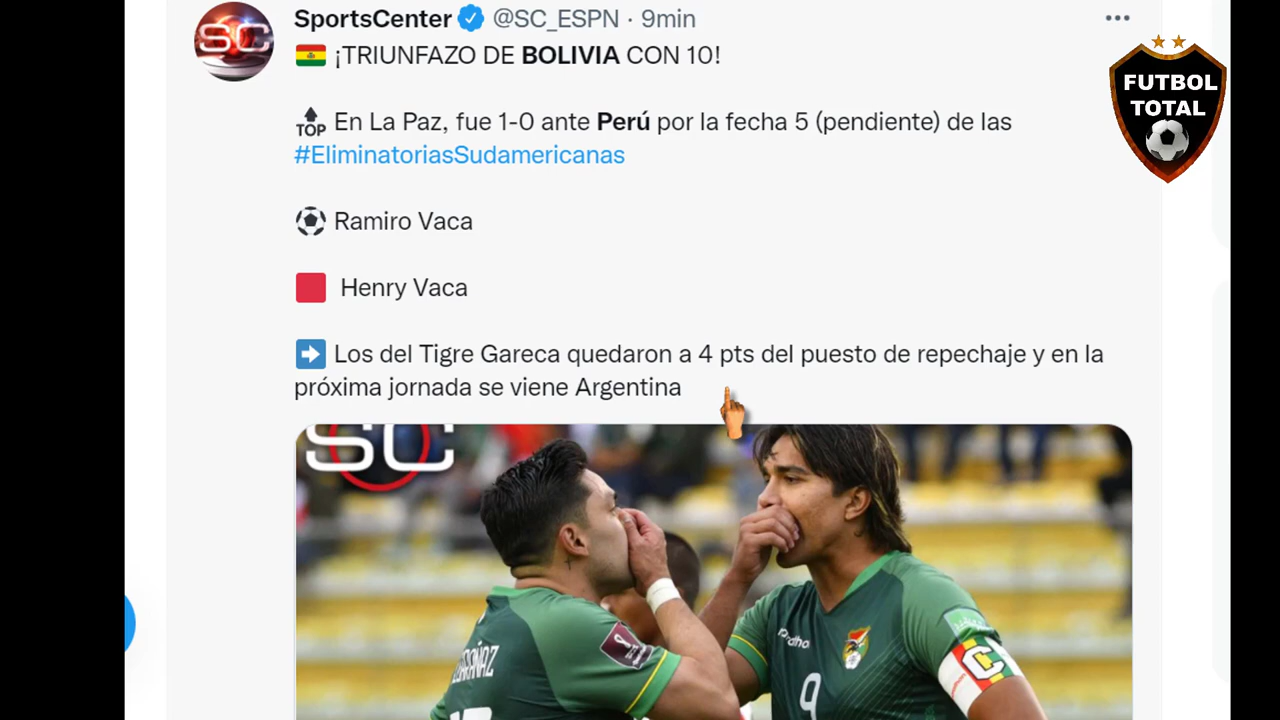 SC
SportsCenter @SC_ESPN · 9min
¡TRIUNFAZO DE BOLIVIA CON 10!
FUTBOL
TOTAL
TOP En La Paz, fue 1-0 ante Perú por la fecha 5 (pendiente) de las
#EliminatoriasSudamericanas
Ramiro Vaca
Henry Vaca
Los del Tigre Gareca quedaron a 4 pts del puesto de repechaje y en la
próxima jornada se viene Argentina
SC
C
9